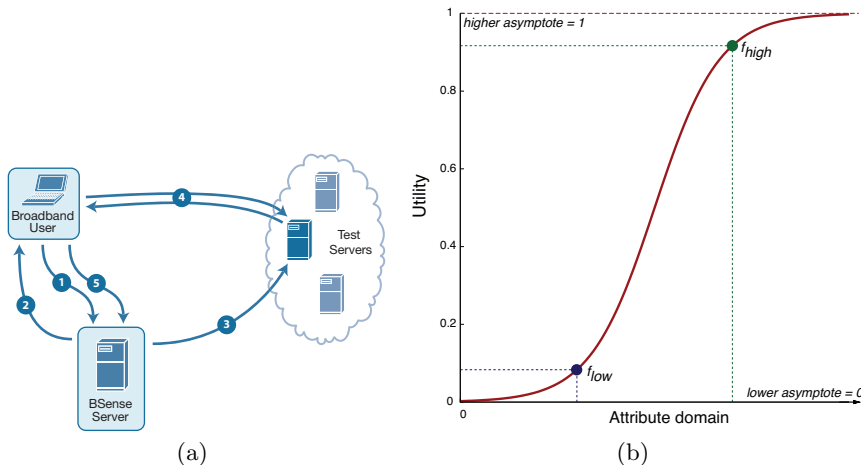 Broadband
User
4
Test
Servers
1
5
2
3
BSense
Server
(a)
1
higher asymptote = 1
f_high
0.8
0.6
Utility
0.4
0.2
f_low
lower asymptote = 0
0
0
Attribute domain
(b)